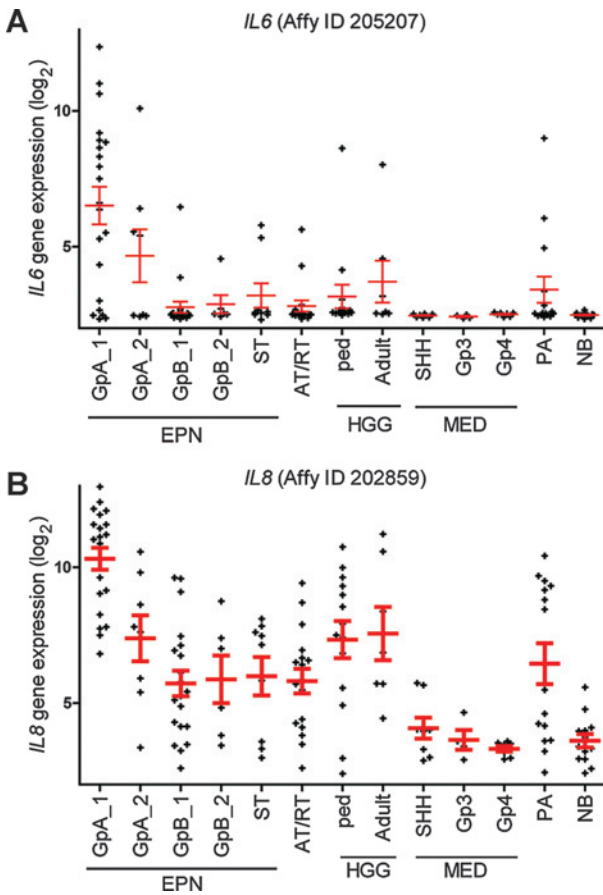 A
IL6 (Affy ID 205207)
IL6 gene expression (log2)
10
5
GpA_1 GpA_2 GpB_1 GpB_2 ST AT/RT ped Adult SHH Gp3 Gp4 PA NB
EPN HGG MED
B
IL8 (Affy ID 202859)
IL8 gene expression (log2)
10
5
GpA_1 GpA_2 GpB_1 GpB_2 ST AT/RT ped Adult SHH Gp3 Gp4 PA NB
EPN HGG MED